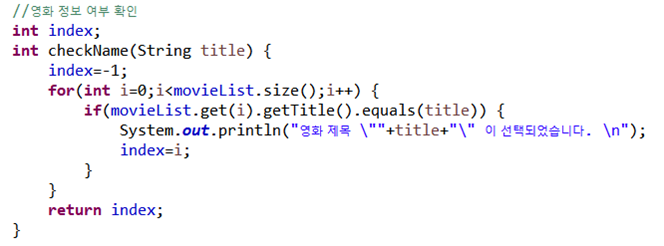 //영화 정보 여부 확인
int index;
int checkName(String title) {
    index=-1;
    for(int i=0;i<movieList.size();i++) {
        if(movieList.get(i).getTitle().equals(title)) {
            System.out.println("영화 제목 \""+title+"\" 이 선택되었습니다. \n");
            index=i;
        }
    }
    return index;
}